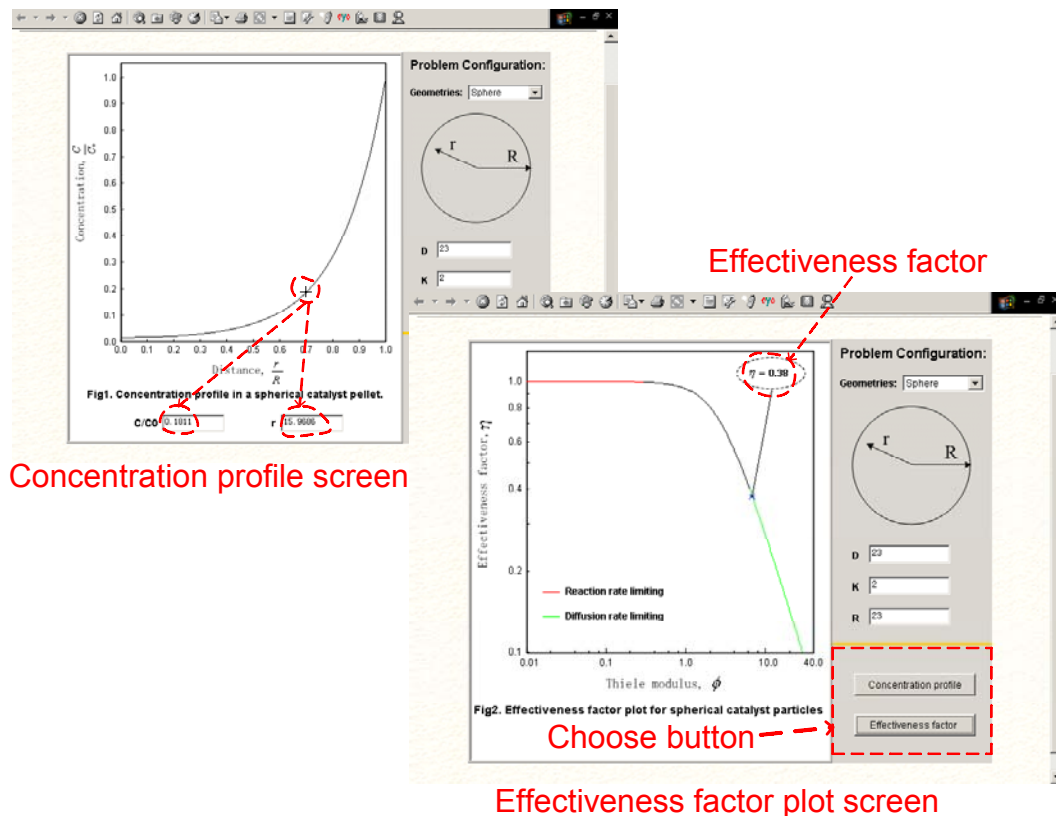 Problem Configuration:
Geometries: Sphere
r
R
D 23
K 2
1.0
0.9
0.8
0.7
0.6
0.5
0.4
0.3
0.2
0.1
0.0
Concentration, C/C₀
0.0 0.1 0.2 0.3 0.4 0.5 0.6 0.7 0.8 0.9 1.0
Distance, r/R
Fig1. Concentration profile in a spherical catalyst pellet.
C/C0 0.1811 r 15.9606
Concentration profile screen
Effectiveness factor
η = 0.38
1.0
0.8
0.6
0.4
0.2
0.1
Effectiveness factor, η
Reaction rate limiting
Diffusion rate limiting
0.01 0.1 1.0 10.0 40.0
Thiele modulus, ϕ
Fig2. Effectiveness factor plot for spherical catalyst particles
Problem Configuration:
Geometries: Sphere
r
R
D 23
K 2
R 23
Concentration profile
Effectiveness factor
Choose button
Effectiveness factor plot screen